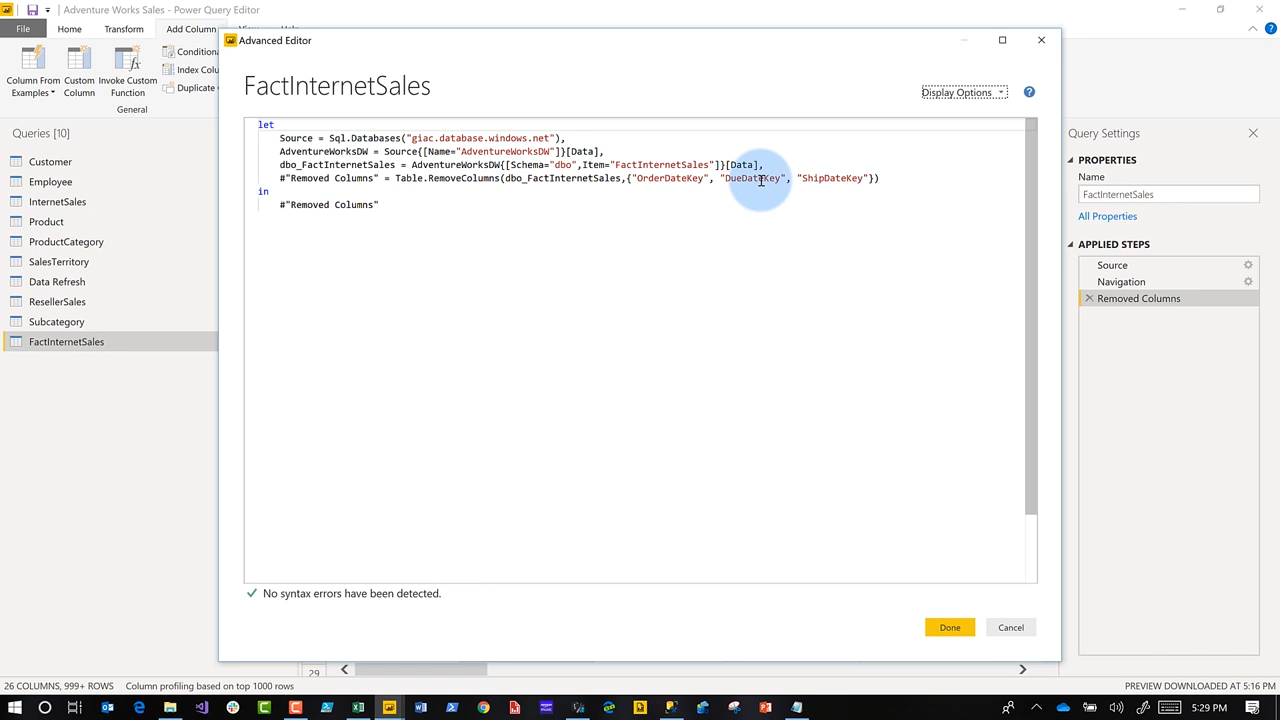 Adventure Works Sales - Power Query Editor
File
Home
Transform
Add Column
Help
Column From Examples
Custom Column
Invoke Custom Function
Conditiona
Index Colu
Duplicate
General
Queries [10]
Customer
Employee
InternetSales
Product
ProductCategory
SalesTerritory
Data Refresh
ResellerSales
Subcategory
FactInternetSales
Advanced Editor
FactInternetSales
Display Options
?
let
Source = Sql.Databases("giac.database.windows.net"),
AdventureWorksDW = Source{[Name="AdventureWorksDW"]}[Data],
dbo_FactInternetSales = AdventureWorksDW{[Schema="dbo",Item="FactInternetSales"]}[Data],
#"Removed Columns" = Table.RemoveColumns(dbo_FactInternetSales,{"OrderDateKey", "DueDateKey", "ShipDateKey"})
in
#"Removed Columns"
No syntax errors have been detected.
Done
Cancel
Query Settings
PROPERTIES
Name
FactInternetSales
All Properties
APPLIED STEPS
Source
Navigation
Removed Columns
29
26 COLUMNS, 999+ ROWS
Column profiling based on top 1000 rows
PREVIEW DOWNLOADED AT 5:16 PM
5:29 PM